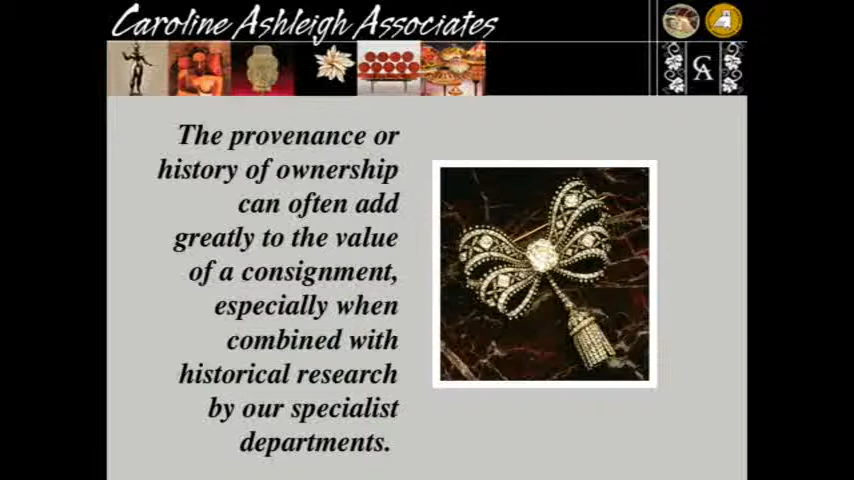 Caroline Ashleigh Associates
CA
The provenance or
history of ownership
can often add
greatly to the value
of a consignment,
especially when
combined with
historical research
by our specialist
departments.